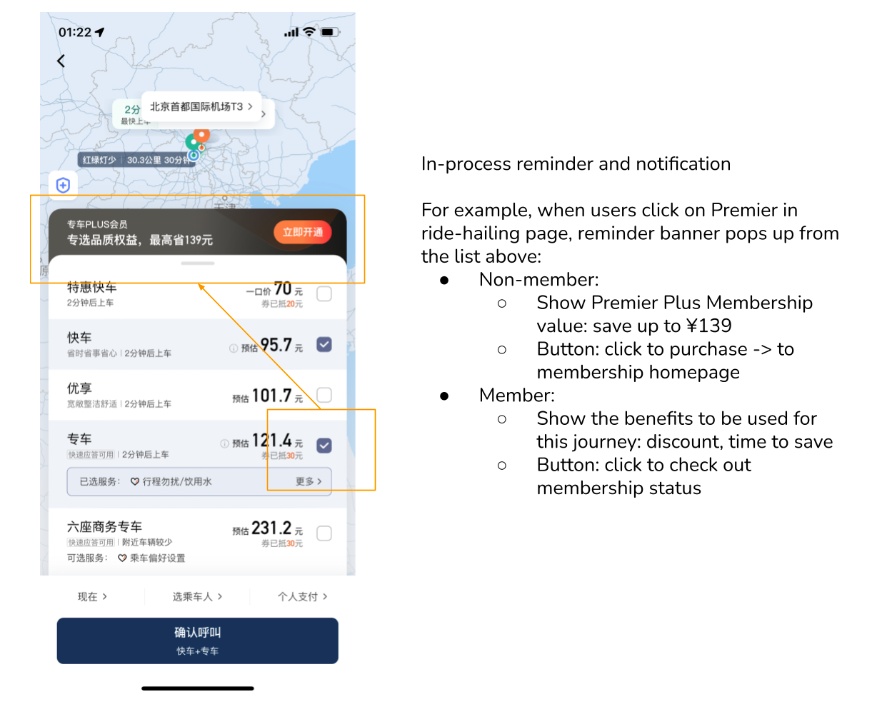 01:22
2分
最快上车
北京首都国际机场T3 >
红绿灯少 | 30.3公里 30分钟
天津
专车PLUS会员
专选品质权益，最高省139元
立即开通
特惠快车
一口价 70 元
2分钟后上车
券已抵20元
快车
预估 95.7 元
省时省事省心 | 2分钟后上车
优享
预估 101.7 元
宽敞整洁舒适 | 2分钟后上车
专车
预估 121.4 元
快速应答可用 | 2分钟后上车
券已抵30元
已选服务： 行程勿扰/饮用水
更多 >
六座商务专车
预估 231.2 元
快速应答可用 | 附近车辆较少
券已抵30元
可选服务： 乘车偏好设置
现在 >
选乘车人 >
个人支付 >
确认呼叫
快车+专车
In-process reminder and notification
For example, when users click on Premier in
ride-hailing page, reminder banner pops up from
the list above:
● Non-member:
○ Show Premier Plus Membership
value: save up to ¥139
○ Button: click to purchase -> to
membership homepage
● Member:
○ Show the benefits to be used for
this journey: discount, time to save
○ Button: click to check out
membership status